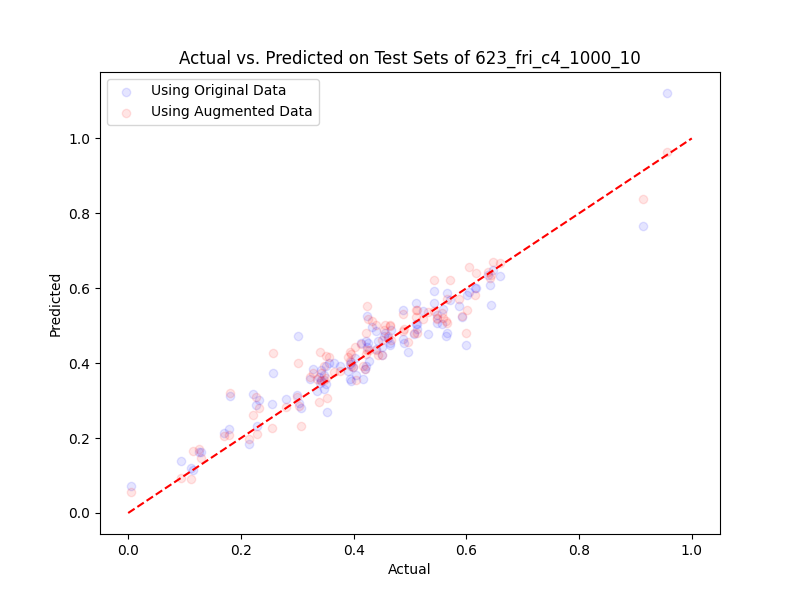 Actual vs. Predicted on Test Sets of 623_fri_c4_1000_10
Using Original Data
Using Augmented Data
Predicted
1.0
0.8
0.6
0.4
0.2
0.0
0.0 0.2 0.4 0.6 0.8 1.0
Actual